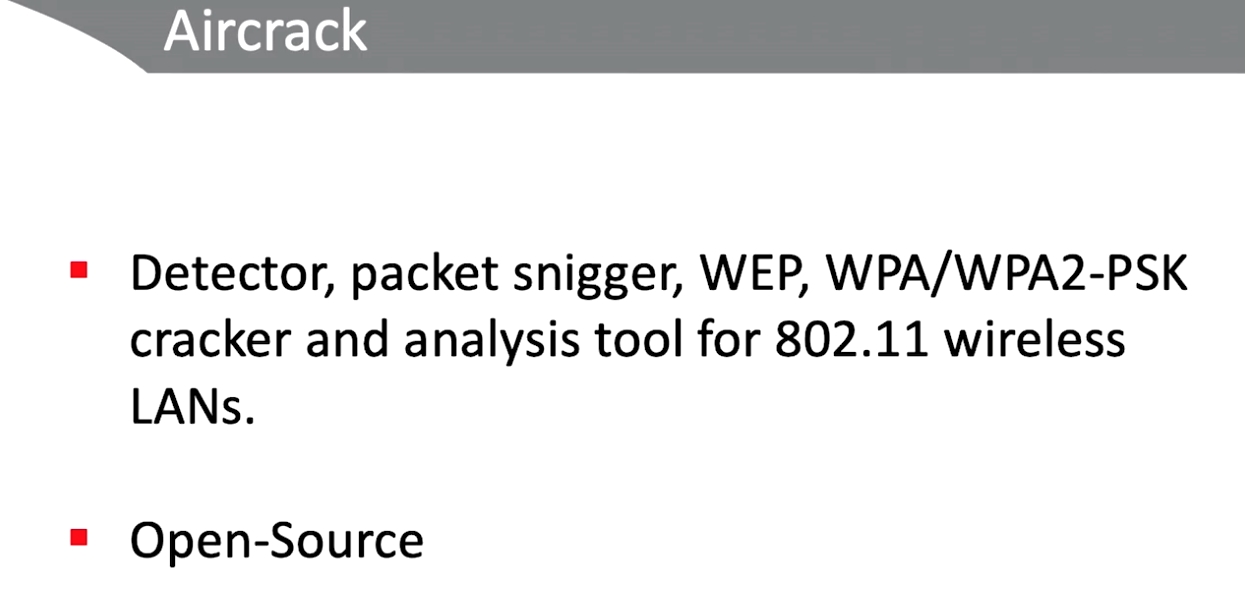 Aircrack
Detector, packet snigger, WEP, WPA/WPA2-PSK
cracker and analysis tool for 802.11 wireless
LANs.
Open-Source